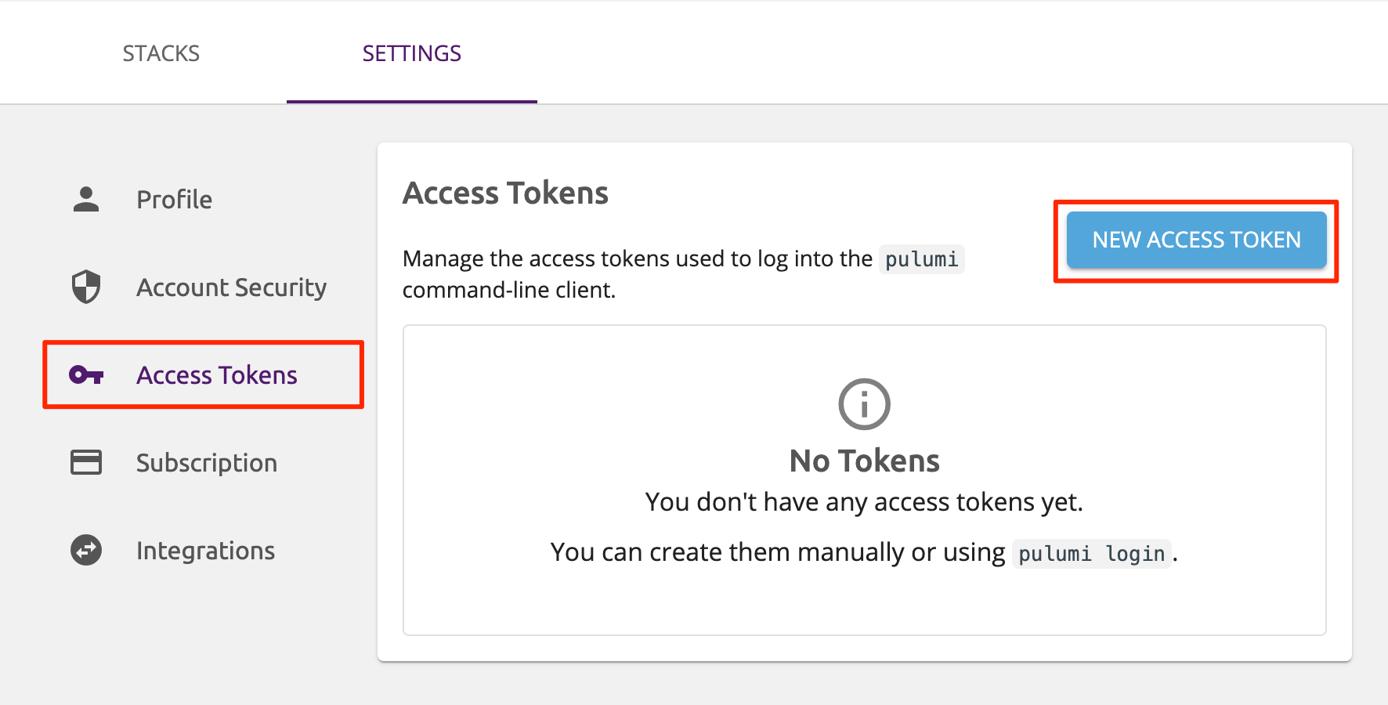 STACKS
SETTINGS
Profile
Account Security
Access Tokens
Subscription
Integrations
Access Tokens
NEW ACCESS TOKEN
Manage the access tokens used to log into the pulumi
command-line client.
No Tokens
You don't have any access tokens yet.
You can create them manually or using pulumi login.